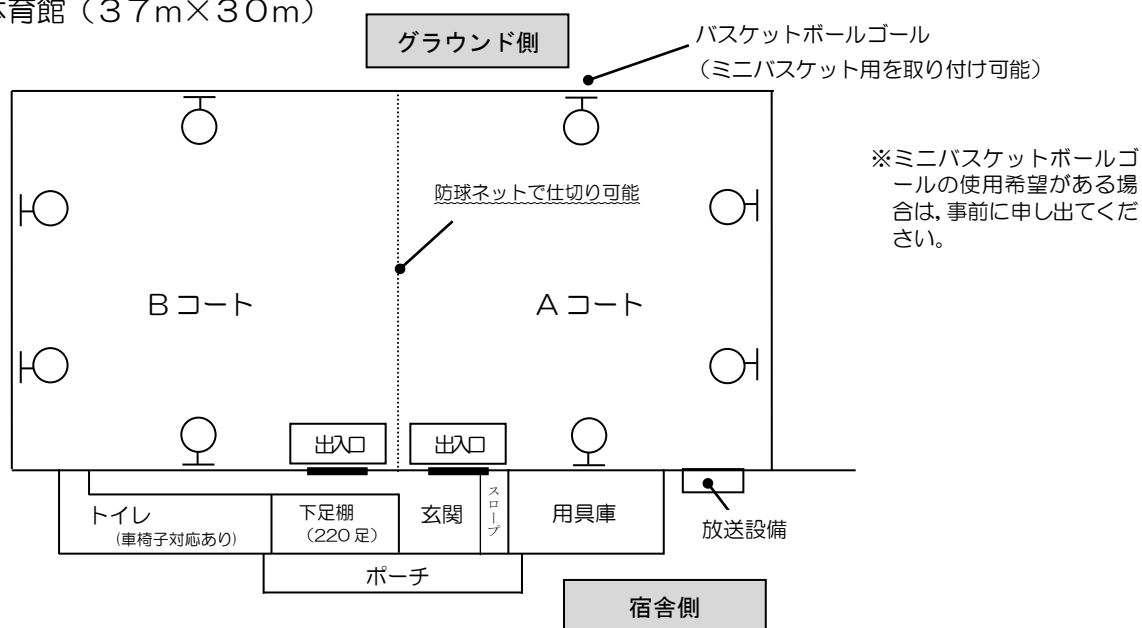 体育館（３７ｍ×３０ｍ）
グラウンド側
バスケットボールゴール
（ミニバスケット用を取り付け可能）
※ミニバスケットボールゴ
ールの使用希望がある場
合は，事前に申し出てくだ
さい。
防球ネットで仕切り可能
Ｂコート
Ａコート
出入口
出入口
トイレ
(車椅子対応あり)
下足棚
（220足）
玄関
スロープ
用具庫
放送設備
ポーチ
宿舎側